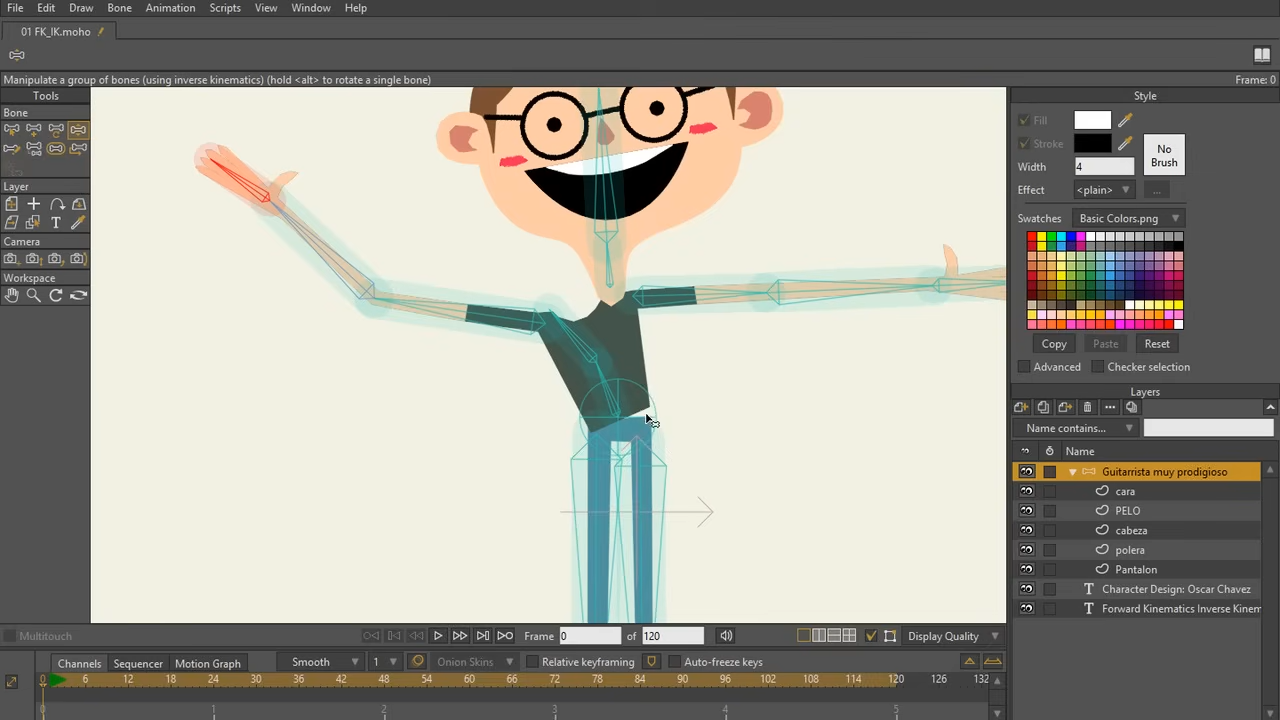 File Edit Draw Bone Animation Scripts View Window Help
01 FK_IK.moho
Manipulate a group of bones (using inverse kinematics) (hold <alt> to rotate a single bone)
Frame: 0
Tools
Bone
Layer
Camera
Workspace
Style
Fill
Stroke
No Brush
Width 4
Effect <plain> ...
Swatches Basic Colors.png
Copy Paste Reset
Advanced Checker selection
Layers
Name contains...
Name
Guitarrista muy prodigioso
cara
PELO
cabeza
polera
Pantalon
Character Design: Oscar Chavez
Forward Kinematics Inverse Kinem
Multitouch Frame 0 of 120 Display Quality
Channels Sequencer Motion Graph Smooth 1 Onion Skins Relative keyframing Auto-freeze keys
0 6 12 18 24 30 36 42 48 54 60 66 72 78 84 90 96 102 108 114 120 126 132
0 1 2 3 4 5